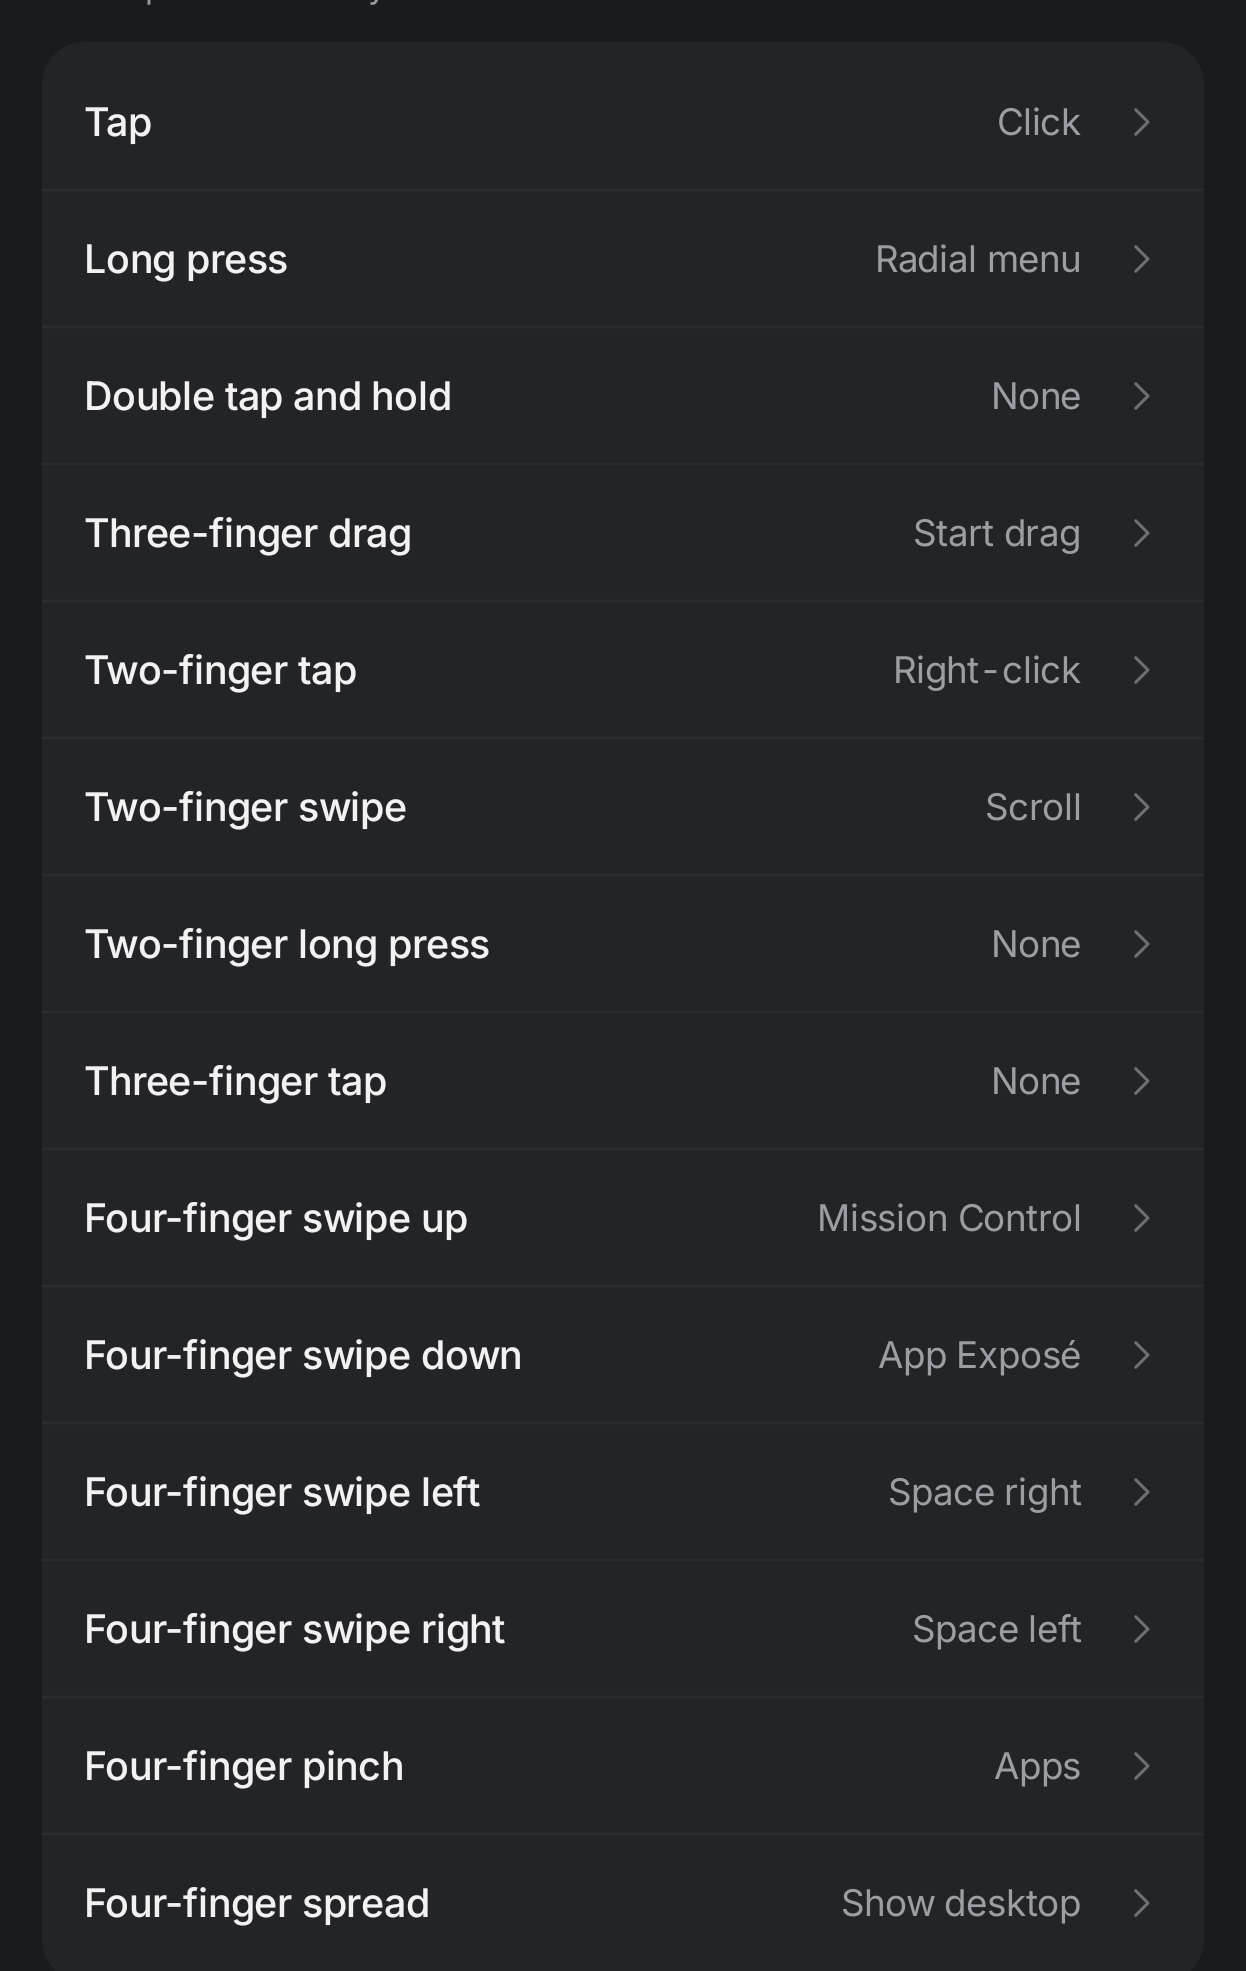 Tap Click
Long press Radial menu
Double tap and hold None
Three-finger drag Start drag
Two-finger tap Right-click
Two-finger swipe Scroll
Two-finger long press None
Three-finger tap None
Four-finger swipe up Mission Control
Four-finger swipe down App Exposé
Four-finger swipe left Space right
Four-finger swipe right Space left
Four-finger pinch Apps
Four-finger spread Show desktop